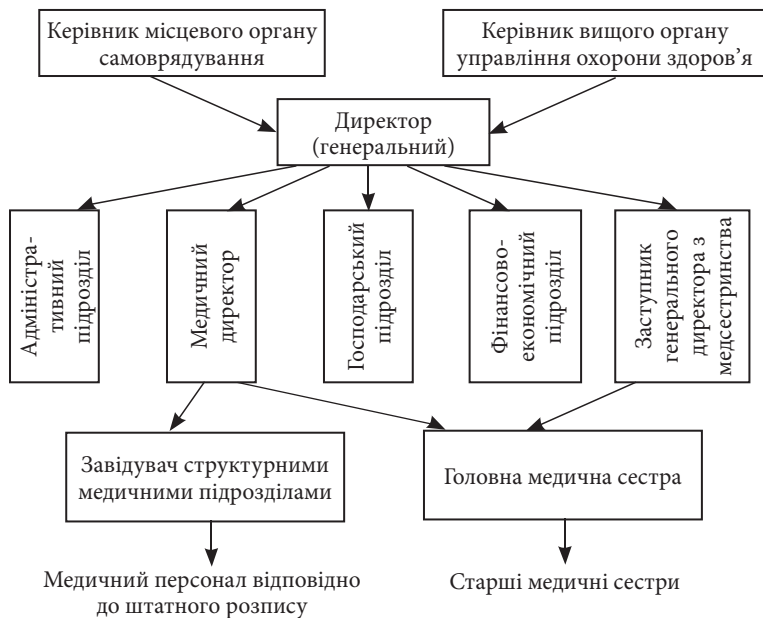 Керівник місцевого органу
самоврядування
Керівник вищого органу
управління охорони здоров’я
Директор
(генеральний)
Адміністра-
тивний
підрозділ
Медичний
директор
Господарський
підрозділ
Фінансово-
економічний
підрозділ
Заступник
генерального
директора з
медсестринства
Завідувач структурними
медичними підрозділами
Головна медична сестра
Медичний персонал відповідно
до штатного розпису
Старші медичні сестри